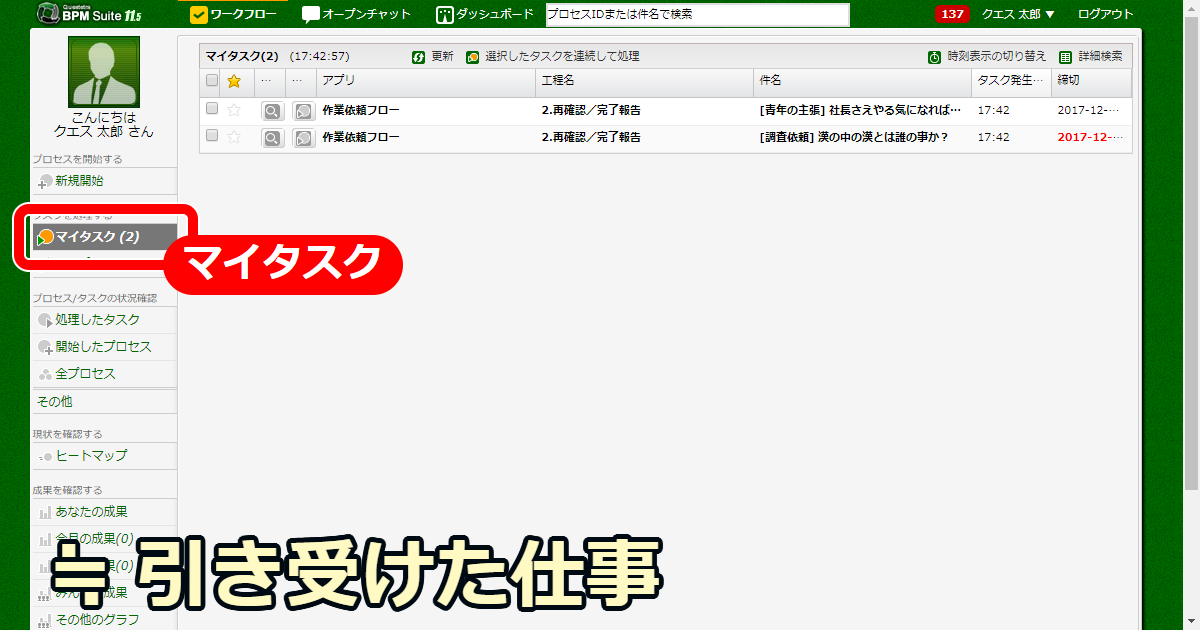 Questetra
BPM Suite 11.5
ワークフロー
オープンチャット
ダッシュボード
プロセスIDまたは件名で検索
137
クエス 太郎 ▼
ログアウト
こんにちは
クエス 太郎 さん
プロセスを開始する
新規開始
タスクを処理する
マイタスク (2)
マイタスク
プロセス/タスクの状況確認
処理したタスク
開始したプロセス
全プロセス
その他
現状を確認する
ヒートマップ
成果を確認する
あなたの成果
今月の成果(0)
果(0)
みん
成果
その他のグラフ
マイタスク(2) (17:42:57)
更新
選択したタスクを連続して処理
時刻表示の切り替え
詳細検索
... ... アプリ 工程名 件名 タスク発生... 締切
作業依頼フロー 2.再確認／完了報告 [青年の主張] 社長さえやる気になれば... 17:42 2017-12-...
作業依頼フロー 2.再確認／完了報告 [調査依頼] 漢の中の漢とは誰の事か？ 17:42 2017-12-...
≒ 引き受けた仕事